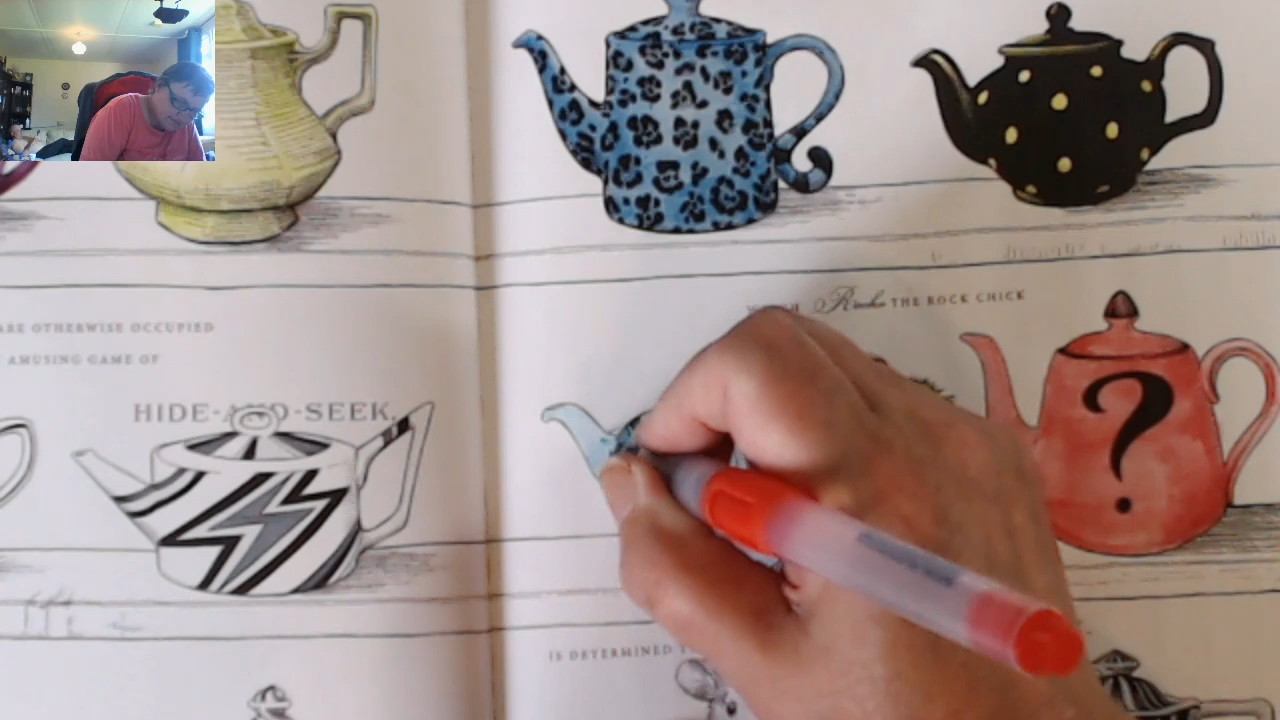 ARE OTHERWISE OCCUPIED
AMUSING GAME OF
HIDE-AND-SEEK.
THE ROCK CHICK
?
IS DETERMINED